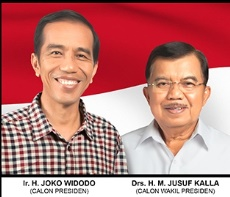 Ir. H. JOKO WIDODO
(CALON PRESIDEN)
Drs. H. M. JUSUF KALLA
(CALON WAKIL PRESIDEN)